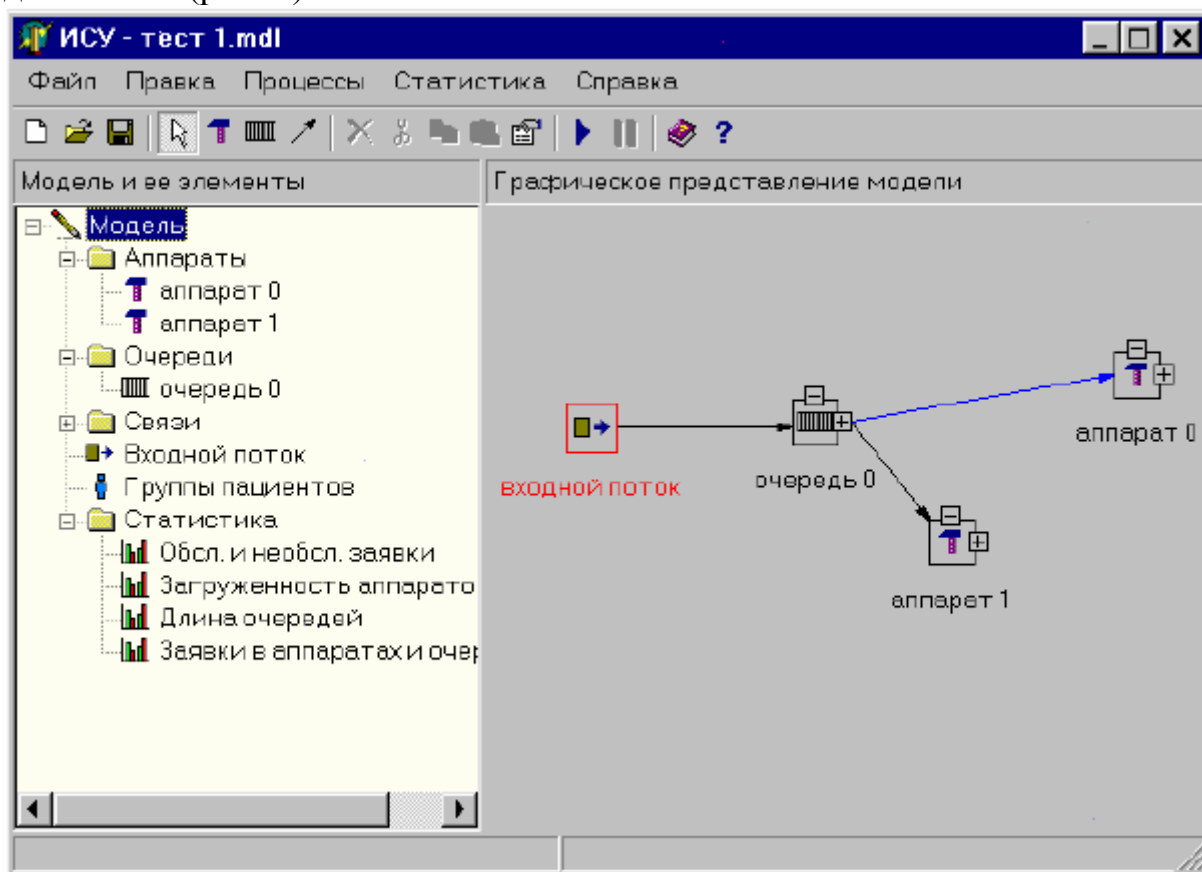 ИСУ - тест 1.mdl
Файл Правка Процессы Статистика Справка
Модель и ее элементы
Графическое представление модели
Модель
Аппараты
аппарат 0
аппарат 1
Очереди
очередь 0
Связи
Входной поток
Группы пациентов
Статистика
Обсл. и необсл. заявки
Загруженность аппарато
Длина очередей
Заявки в аппаратах и очер
входной поток
очередь 0
аппарат 0
аппарат 1